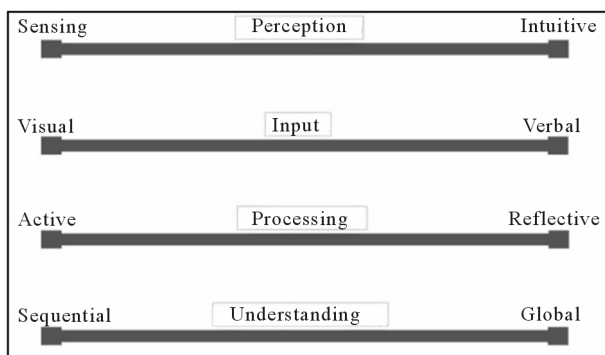 Sensing Perception Intuitive
Visual Input Verbal
Active Processing Reflective
Sequential Understanding Global